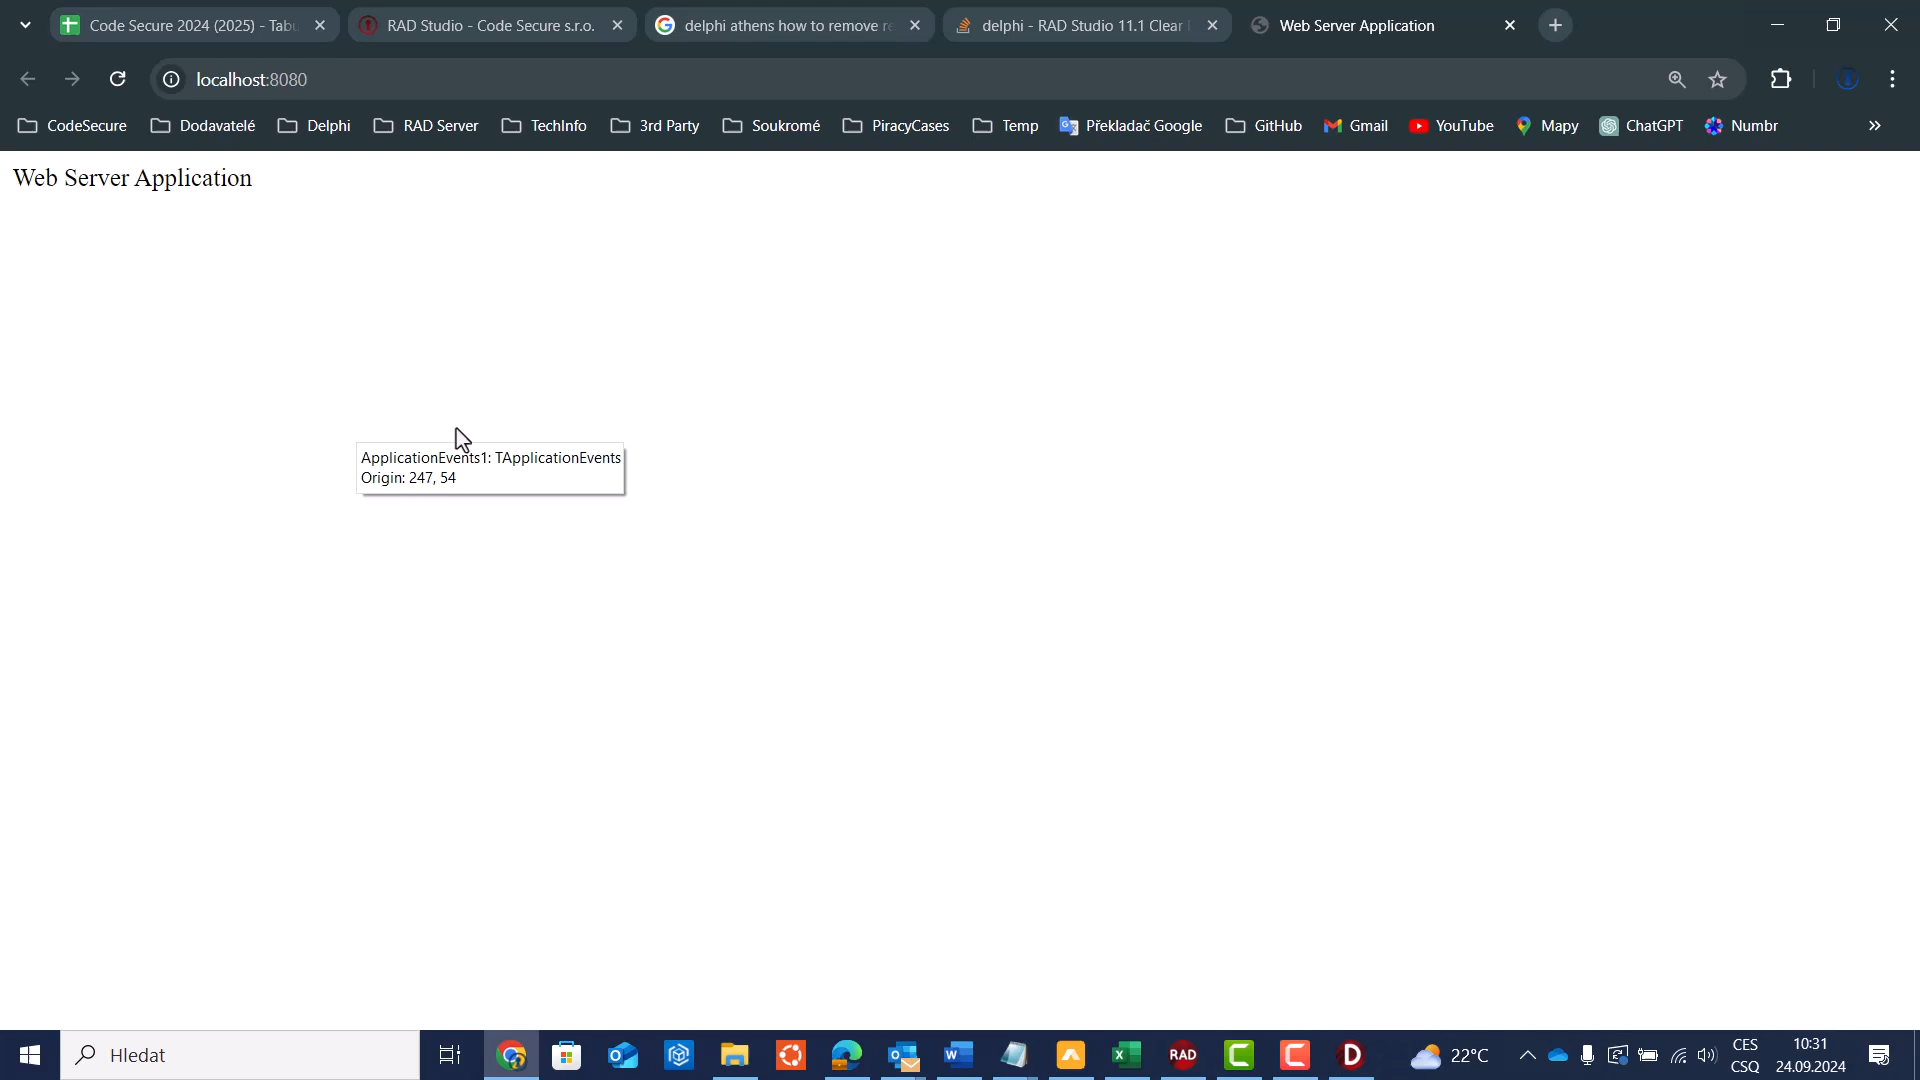 Code Secure 2024 (2025) - Tabu
RAD Studio - Code Secure s.r.o.
delphi athens how to remove re
delphi - RAD Studio 11.1 Clear
Web Server Application
localhost:8080
CodeSecure
Dodavatelé
Delphi
RAD Server
TechInfo
3rd Party
Soukromé
PiracyCases
Temp
Překladač Google
GitHub
Gmail
YouTube
Mapy
ChatGPT
Numbr
Web Server Application
ApplicationEvents1: TApplicationEvents
Origin: 247, 54
Hledat
RAD
22°C
CES
CSQ
10:31
24.09.2024